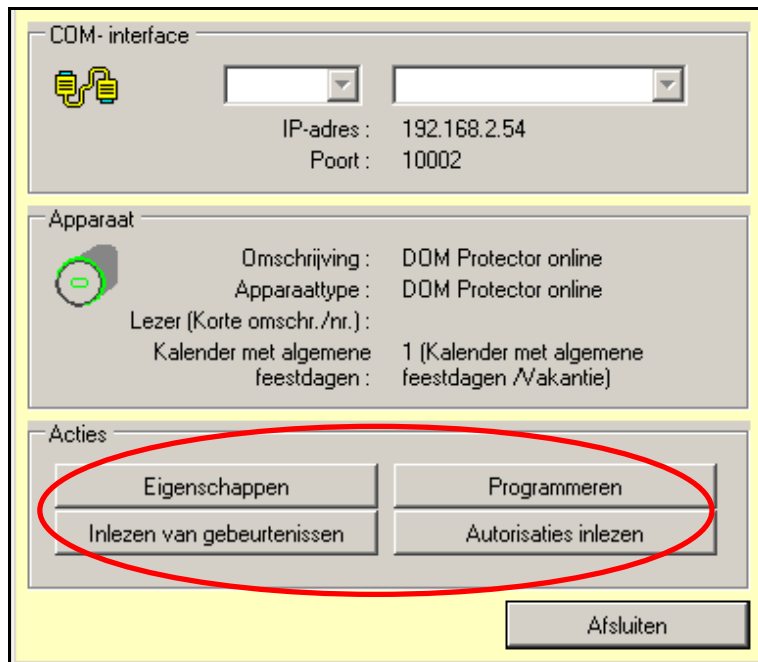 COM- interface
IP-adres : 192.168.2.54
Poort : 10002
Apparaat
Omschrijving : DOM Protector online
Apparaattype : DOM Protector online
Lezer (Korte omschr./nr.) :
Kalender met algemene 1 (Kalender met algemene
feestdagen : feestdagen /Vakantie)
Acties
Eigenschappen Programmeren
Inlezen van gebeurtenissen Autorisaties inlezen
Afsluiten